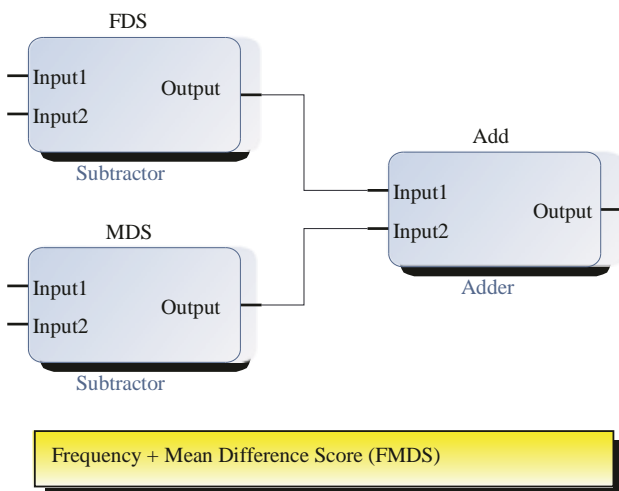 FDS
Input1
Output
Input2
Subtractor
Add
Input1
Output
Input2
Adder
MDS
Input1
Output
Input2
Subtractor
Frequency + Mean Difference Score (FMDS)